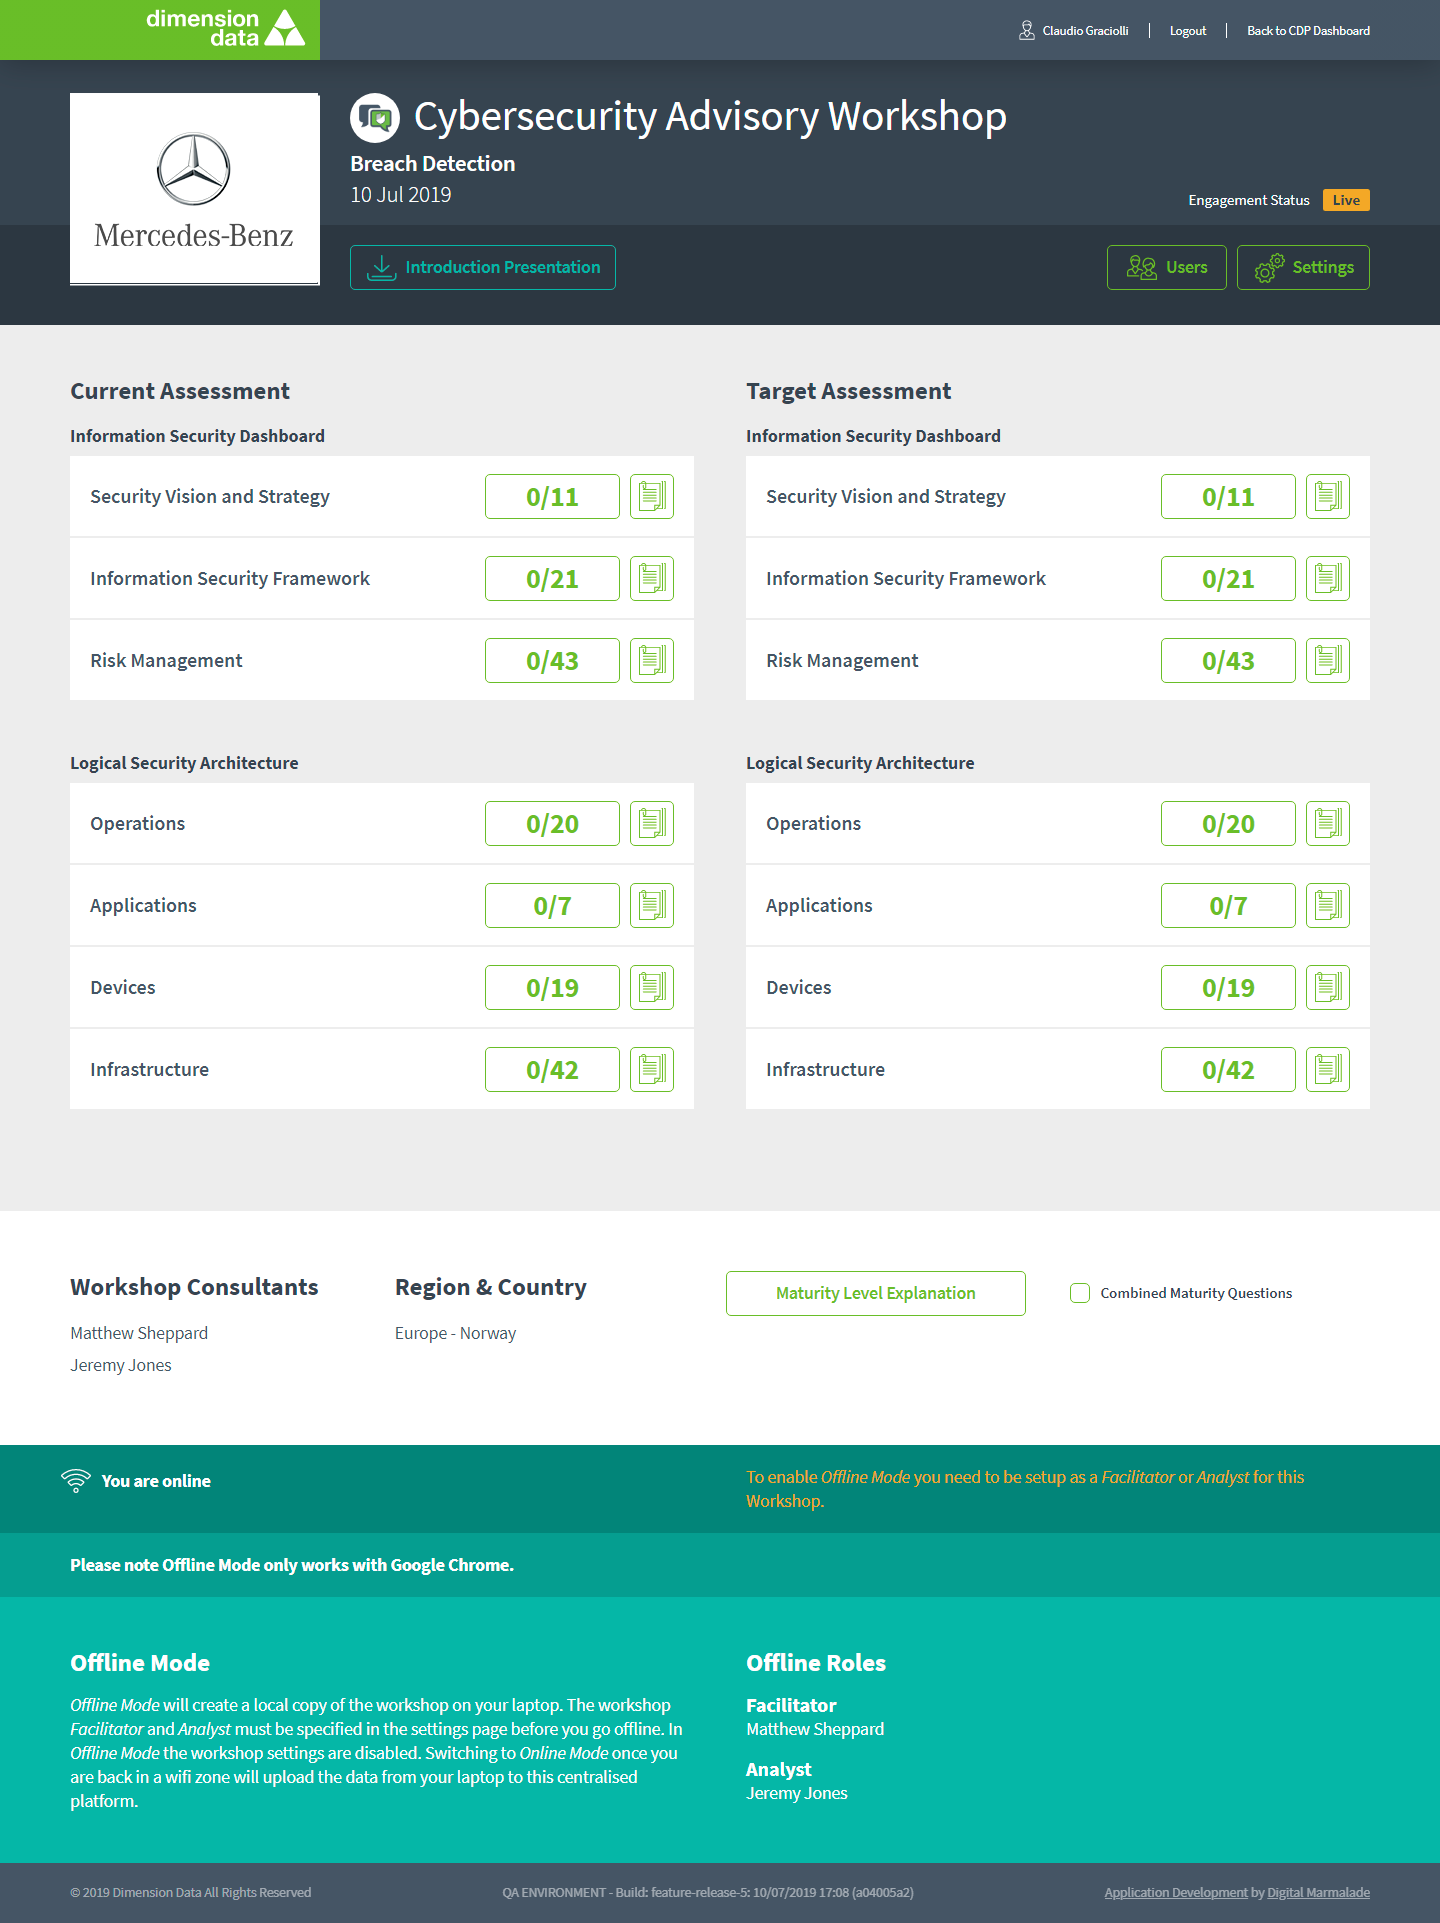 dimension
data
Claudio Graciolli
Logout
Back to CDP Dashboard
Mercedes-Benz
Cybersecurity Advisory Workshop
Breach Detection
10 Jul 2019
Engagement Status Live
Introduction Presentation
Users
Settings
Current Assessment
Information Security Dashboard
Security Vision and Strategy 0/11
Information Security Framework 0/21
Risk Management 0/43
Logical Security Architecture
Operations 0/20
Applications 0/7
Devices 0/19
Infrastructure 0/42
Target Assessment
Information Security Dashboard
Security Vision and Strategy 0/11
Information Security Framework 0/21
Risk Management 0/43
Logical Security Architecture
Operations 0/20
Applications 0/7
Devices 0/19
Infrastructure 0/42
Workshop Consultants
Matthew Sheppard
Jeremy Jones
Region & Country
Europe - Norway
Maturity Level Explanation
Combined Maturity Questions
You are online
To enable Offline Mode you need to be setup as a Facilitator or Analyst for this
Workshop.
Please note Offline Mode only works with Google Chrome.
Offline Mode
Offline Mode will create a local copy of the workshop on your laptop. The workshop
Facilitator and Analyst must be specified in the settings page before you go offline. In
Offline Mode the workshop settings are disabled. Switching to Online Mode once you
are back in a wifi zone will upload the data from your laptop to this centralised
platform.
Offline Roles
Facilitator
Matthew Sheppard
Analyst
Jeremy Jones
© 2019 Dimension Data All Rights Reserved
QA ENVIRONMENT - Build: feature-release-5: 10/07/2019 17:08 (a04005a2)
Application Development by Digital Marmalade